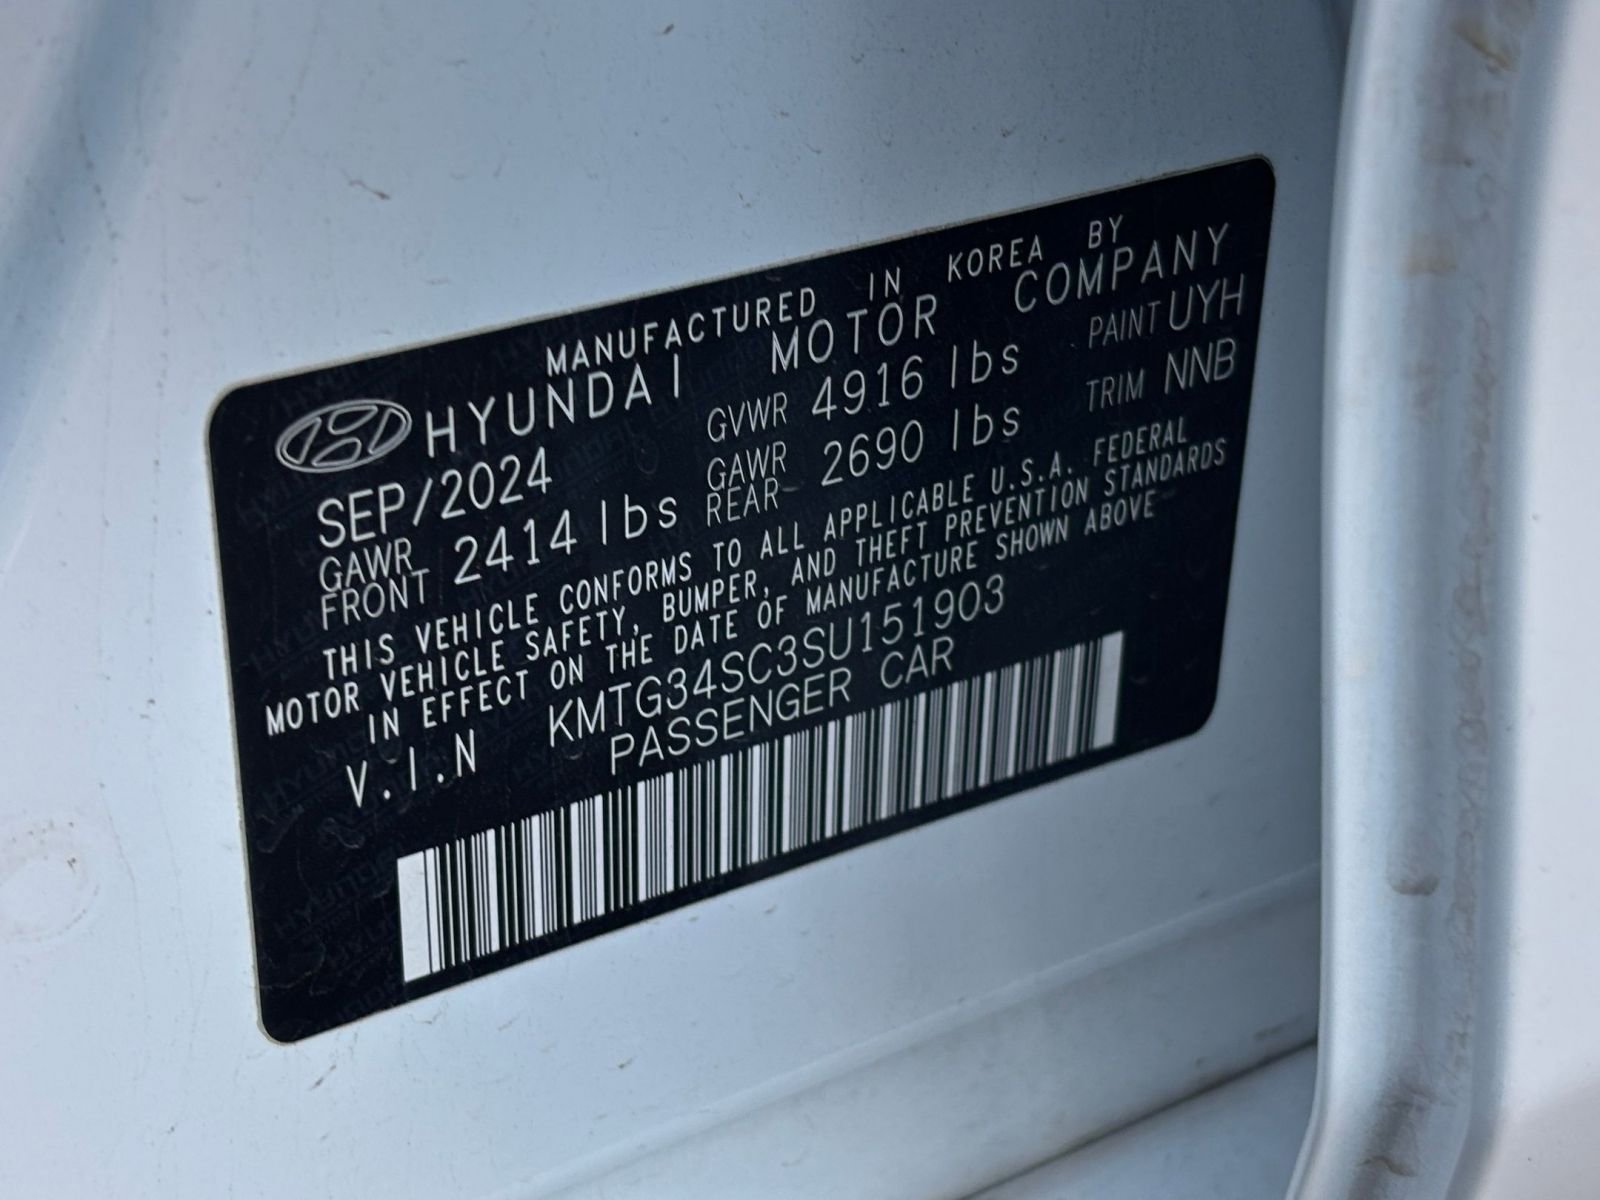 MANUFACTURED IN KOREA BY
HYUNDAI MOTOR COMPANY
SEP/2024 GVWR 4916 lbs PAINT UYH
GAWR FRONT 2414 lbs GAWR REAR 2690 lbs TRIM NNB
THIS VEHICLE CONFORMS TO ALL APPLICABLE U.S.A. FEDERAL
MOTOR VEHICLE SAFETY, BUMPER, AND THEFT PREVENTION STANDARDS
IN EFFECT ON THE DATE OF MANUFACTURE SHOWN ABOVE
V.I.N KMTG34SC3SU151903
PASSENGER CAR